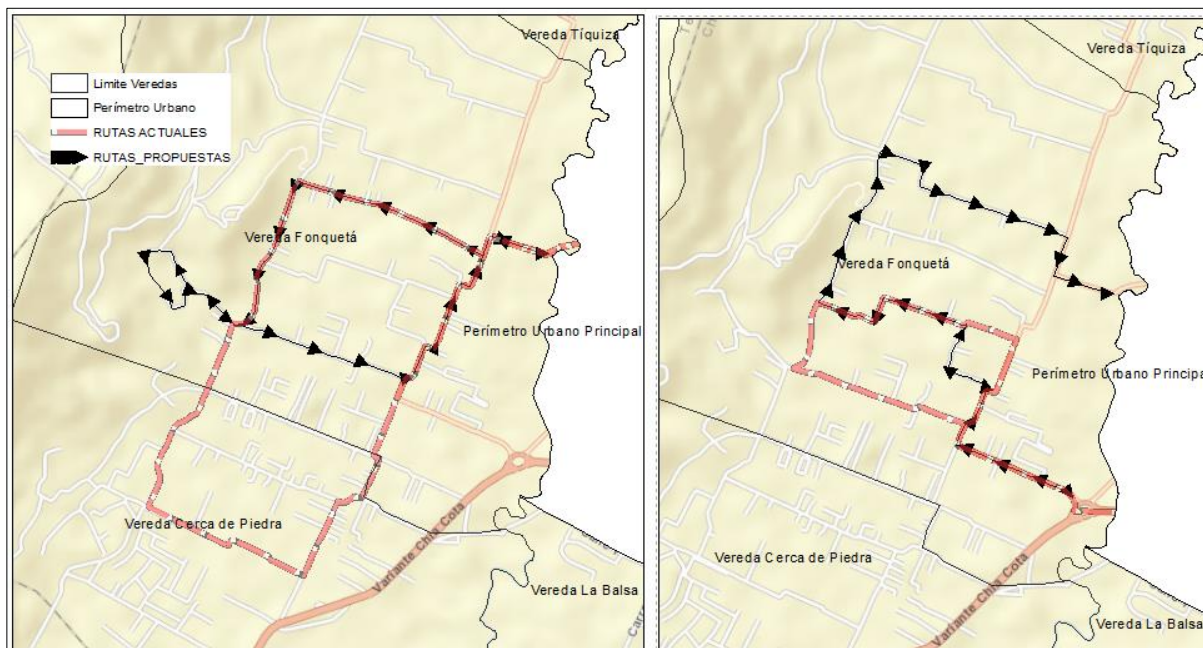 Vereda Tíquiza
Límite Veredas
Perímetro Urbano
RUTAS ACTUALES
RUTAS_PROPUESTAS
Vereda Fonquetá
Perímetro Urbano Principal
Vereda Cerca de Piedra
Variante Chía Cota
Vereda La Balsa
Vereda Tíquiza
Vereda Fonquetá
Perímetro Urbano Principa
Vereda Cerca de Piedra
Variante Chía Cota
Vereda La Balsa